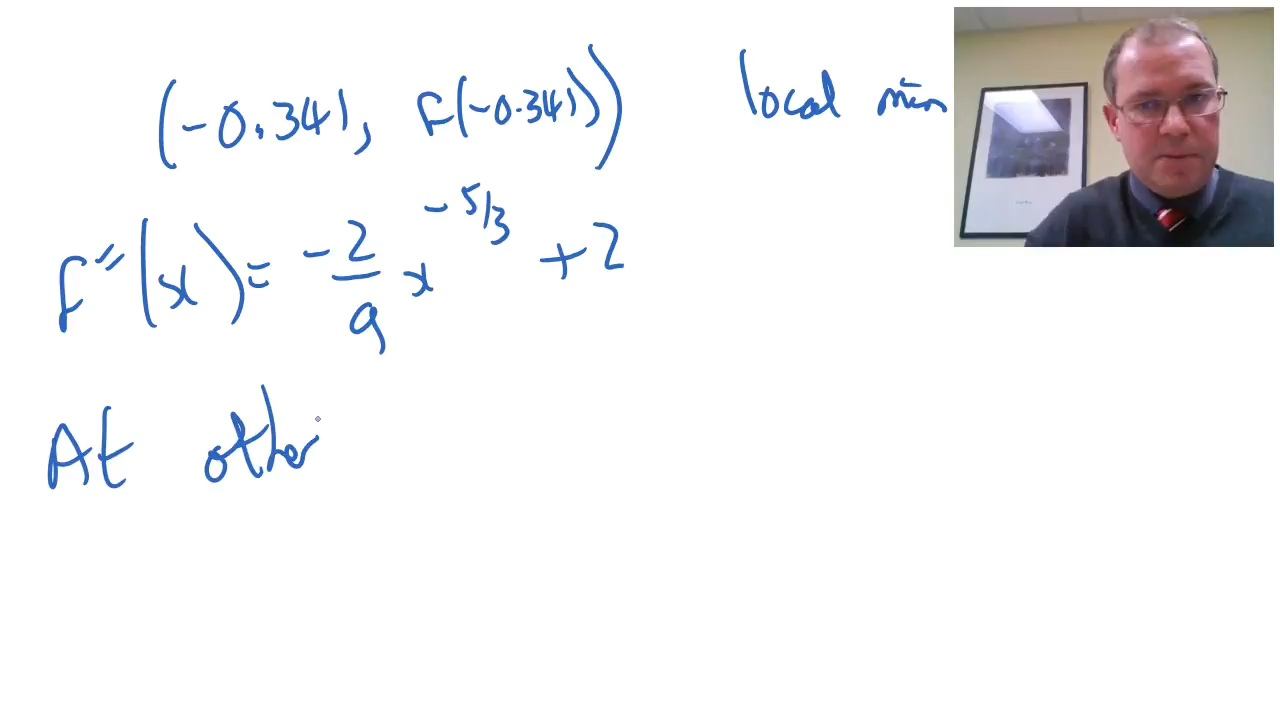 (-0.341, F(-0.341)) local min
F″(x) = -2/9 x^{-5/3} + 2
At other